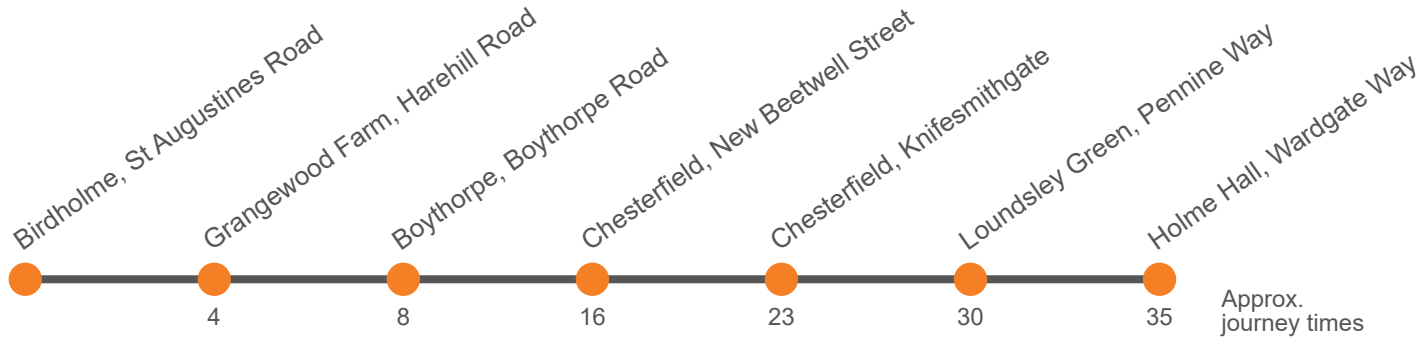 Birdholme, St Augustines Road
Grangewood Farm, Harehill Road
Boythorpe, Boythorpe Road
Chesterfield, New Beetwell Street
Chesterfield, Knifesmithgate
Loundsley Green, Pennine Way
Holme Hall, Wardgate Way
4 8 16 23 30 35
Approx.
journey times